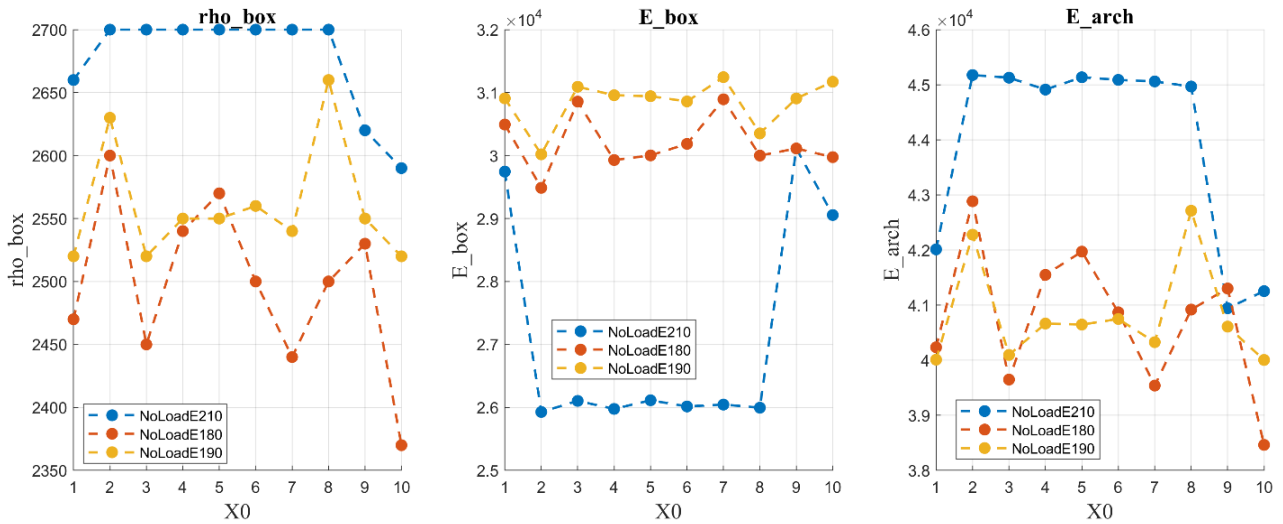 rho_box
2700
2650
2600
2550
2500
2450
2400
2350
rho_box
NoLoadE210
NoLoadE180
NoLoadE190
1 2 3 4 5 6 7 8 9 10
X0
×10⁴
E_box
3.2
3.1
3
2.9
2.8
2.7
2.6
2.5
E_box
NoLoadE210
NoLoadE180
NoLoadE190
1 2 3 4 5 6 7 8 9 10
X0
×10⁴
E_arch
4.6
4.5
4.4
4.3
4.2
4.1
4
3.9
3.8
E_arch
NoLoadE210
NoLoadE180
NoLoadE190
1 2 3 4 5 6 7 8 9 10
X0